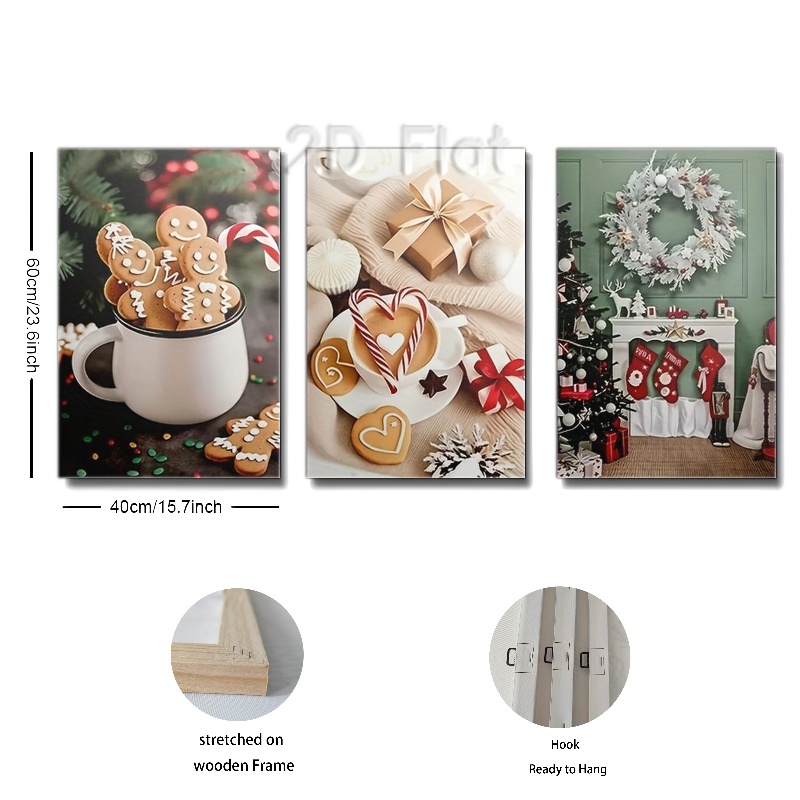 2D Flat
60cm/23.6inch
40cm/15.7inch
stretched on
wooden Frame
Hook
Ready to Hang